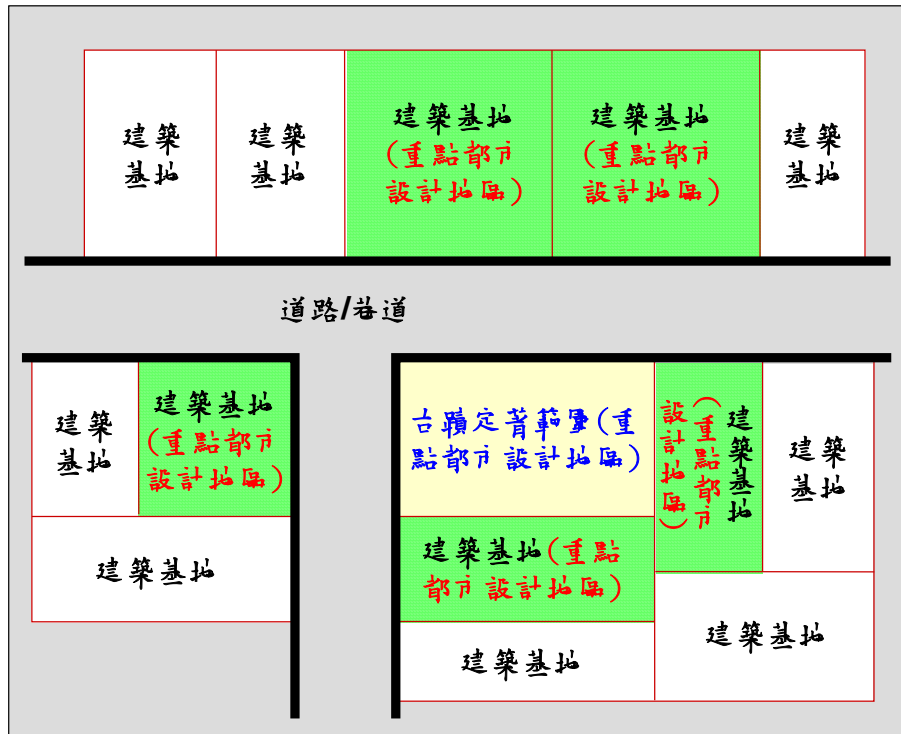 建築
基地
建築
基地
建築基地
(重點都市
設計地區)
建築基地
(重點都市
設計地區)
建築
基地
道路/巷道
建築
基地
建築基地
(重點都市
設計地區)
建築基地
古蹟定著範圍(重
點都市設計地區)
建築基地
(重點都市
設計地區)
建築
基地
建築基地(重點
都市設計地區)
建築基地
建築基地